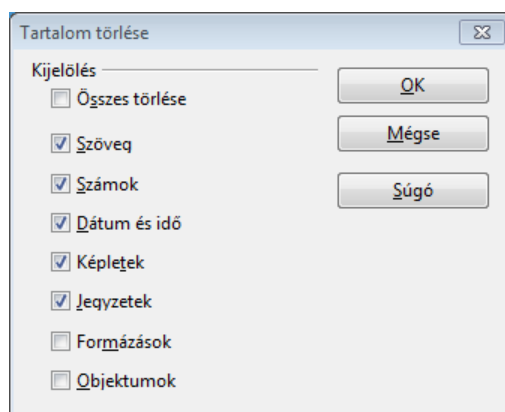 Tartalom törlése
Kijelölés
Összes törlése
Szöveg
Számok
Dátum és idő
Képletek
Jegyzetek
Formázások
Objektumok
OK
Mégse
Súgó